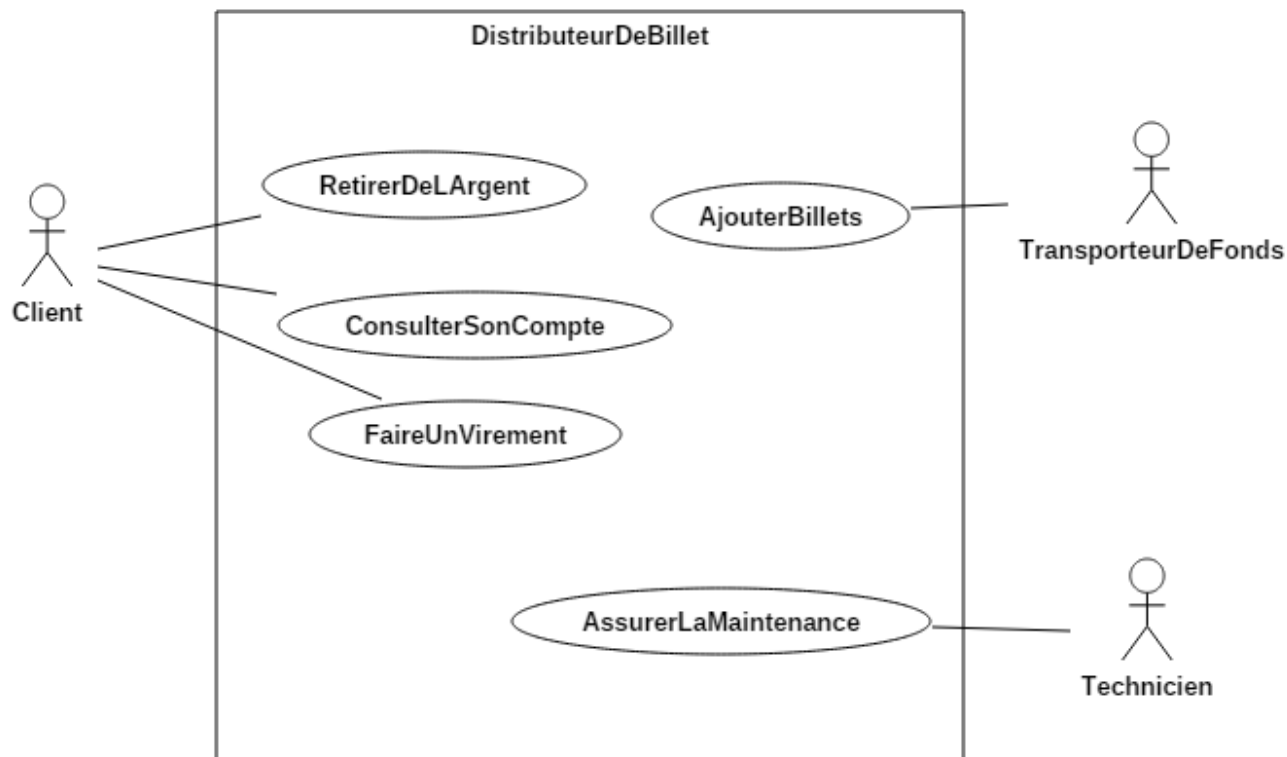 DistributeurDeBillet
RetirerDeLArgent
AjouterBillets
TransporteurDeFonds
Client
ConsulterSonCompte
FaireUnVirement
AssurerLaMaintenance
Technicien